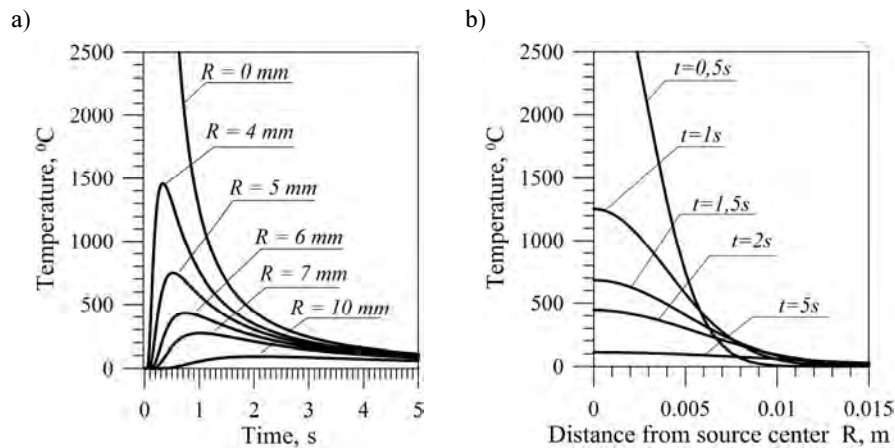 a)
b)
2500
2000
1500
1000
500
0
Temperature, ⁰C
R = 0 mm
R = 4 mm
R = 5 mm
R = 6 mm
R = 7 mm
R = 10 mm
0
1
2
3
4
5
Time, s
2500
2000
1500
1000
500
0
Temperature, ⁰C
t=0,5s
t=1s
t=1,5s
t=2s
t=5s
0
0.005
0.01
0.015
Distance from source center R, m